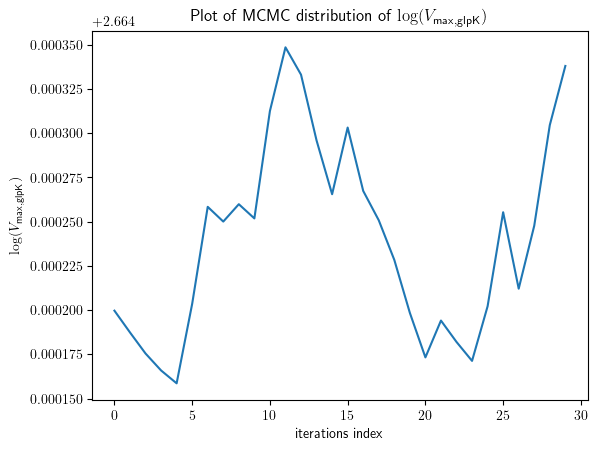 Plot of MCMC distribution of log(V_max,glpK)
+2.664
0.000350
0.000325
0.000300
0.000275
0.000250
0.000225
0.000200
0.000175
0.000150
log(V_max,glpK)
0 5 10 15 20 25 30
iterations index